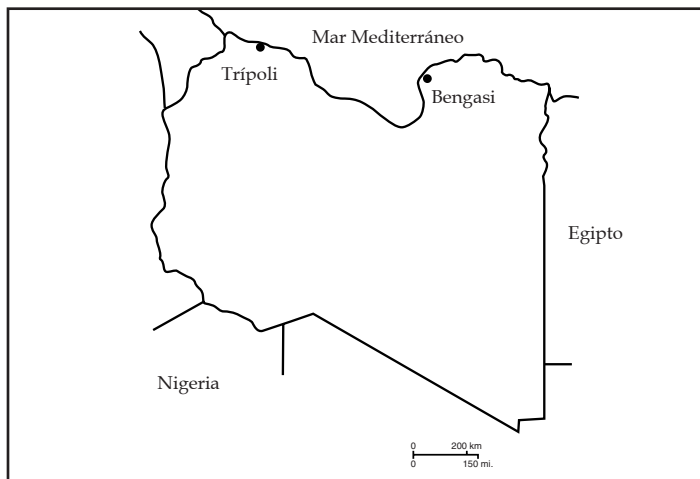 Mar Mediterráneo
Trípoli
Bengasi
Egipto
Nigeria
0 200 km
0 150 mi.